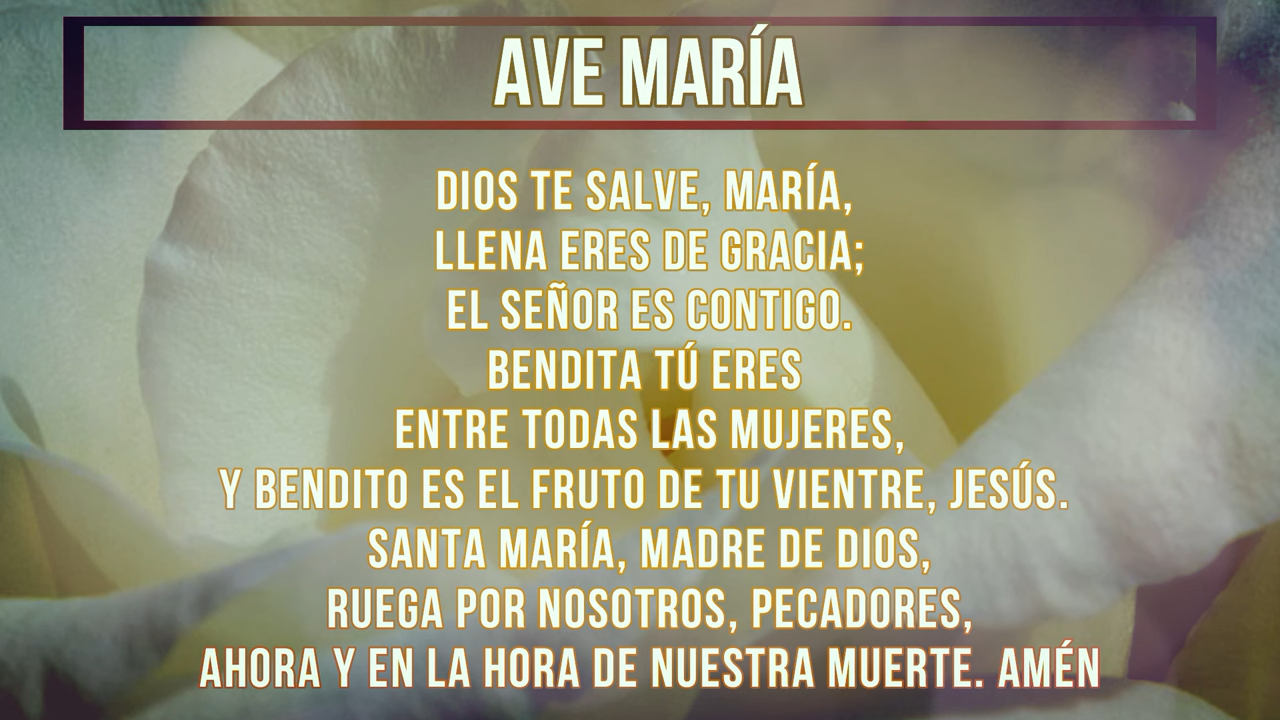 AVE MARÍA
DIOS TE SALVE, MARÍA,
LLENA ERES DE GRACIA;
EL SEÑOR ES CONTIGO.
BENDITA TÚ ERES
ENTRE TODAS LAS MUJERES,
Y BENDITO ES EL FRUTO DE TU VIENTRE, JESÚS.
SANTA MARÍA, MADRE DE DIOS,
RUEGA POR NOSOTROS, PECADORES,
AHORA Y EN LA HORA DE NUESTRA MUERTE. AMÉN